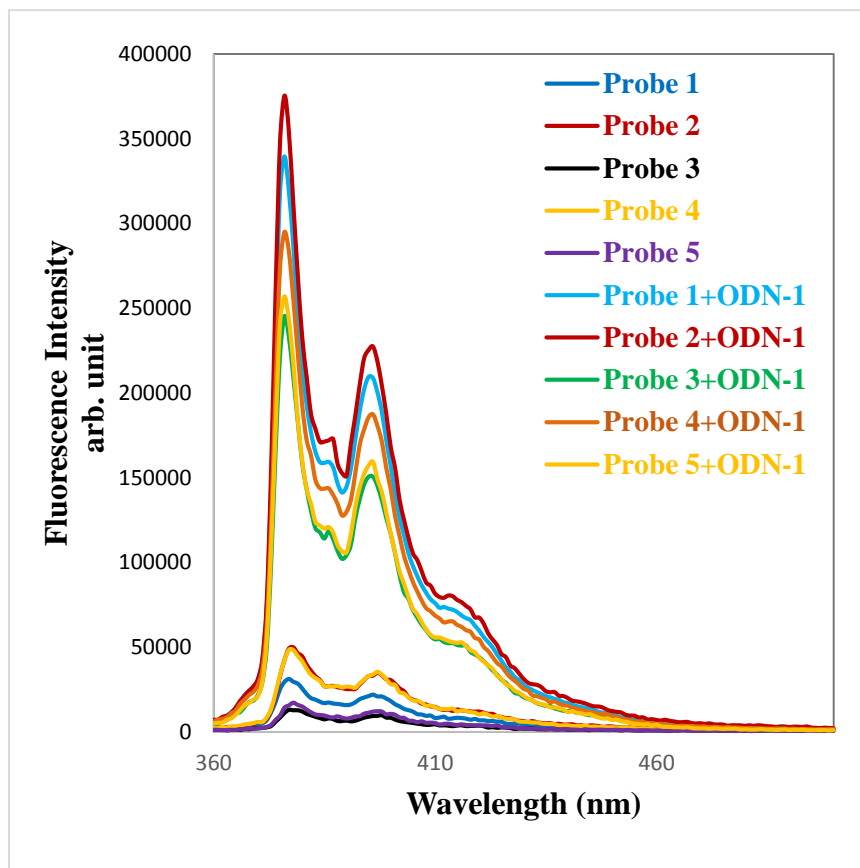 400000
350000
300000
250000
200000
150000
100000
50000
0
Fluorescence Intensity
arb. unit
Probe 1
Probe 2
Probe 3
Probe 4
Probe 5
Probe 1+ODN-1
Probe 2+ODN-1
Probe 3+ODN-1
Probe 4+ODN-1
Probe 5+ODN-1
360 410 460
Wavelength (nm)